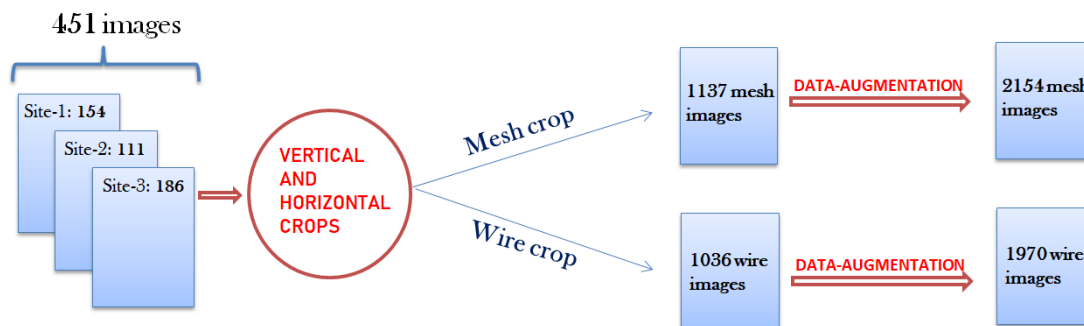 451 images
Site-1: 154
Site-2: 111
Site-3: 186
VERTICAL
AND
HORIZONTAL
CROPS
Mesh crop
Wire crop
1137 mesh
images
DATA-AUGMENTATION
2154 mesh
images
1036 wire
images
DATA-AUGMENTATION
1970 wire
images